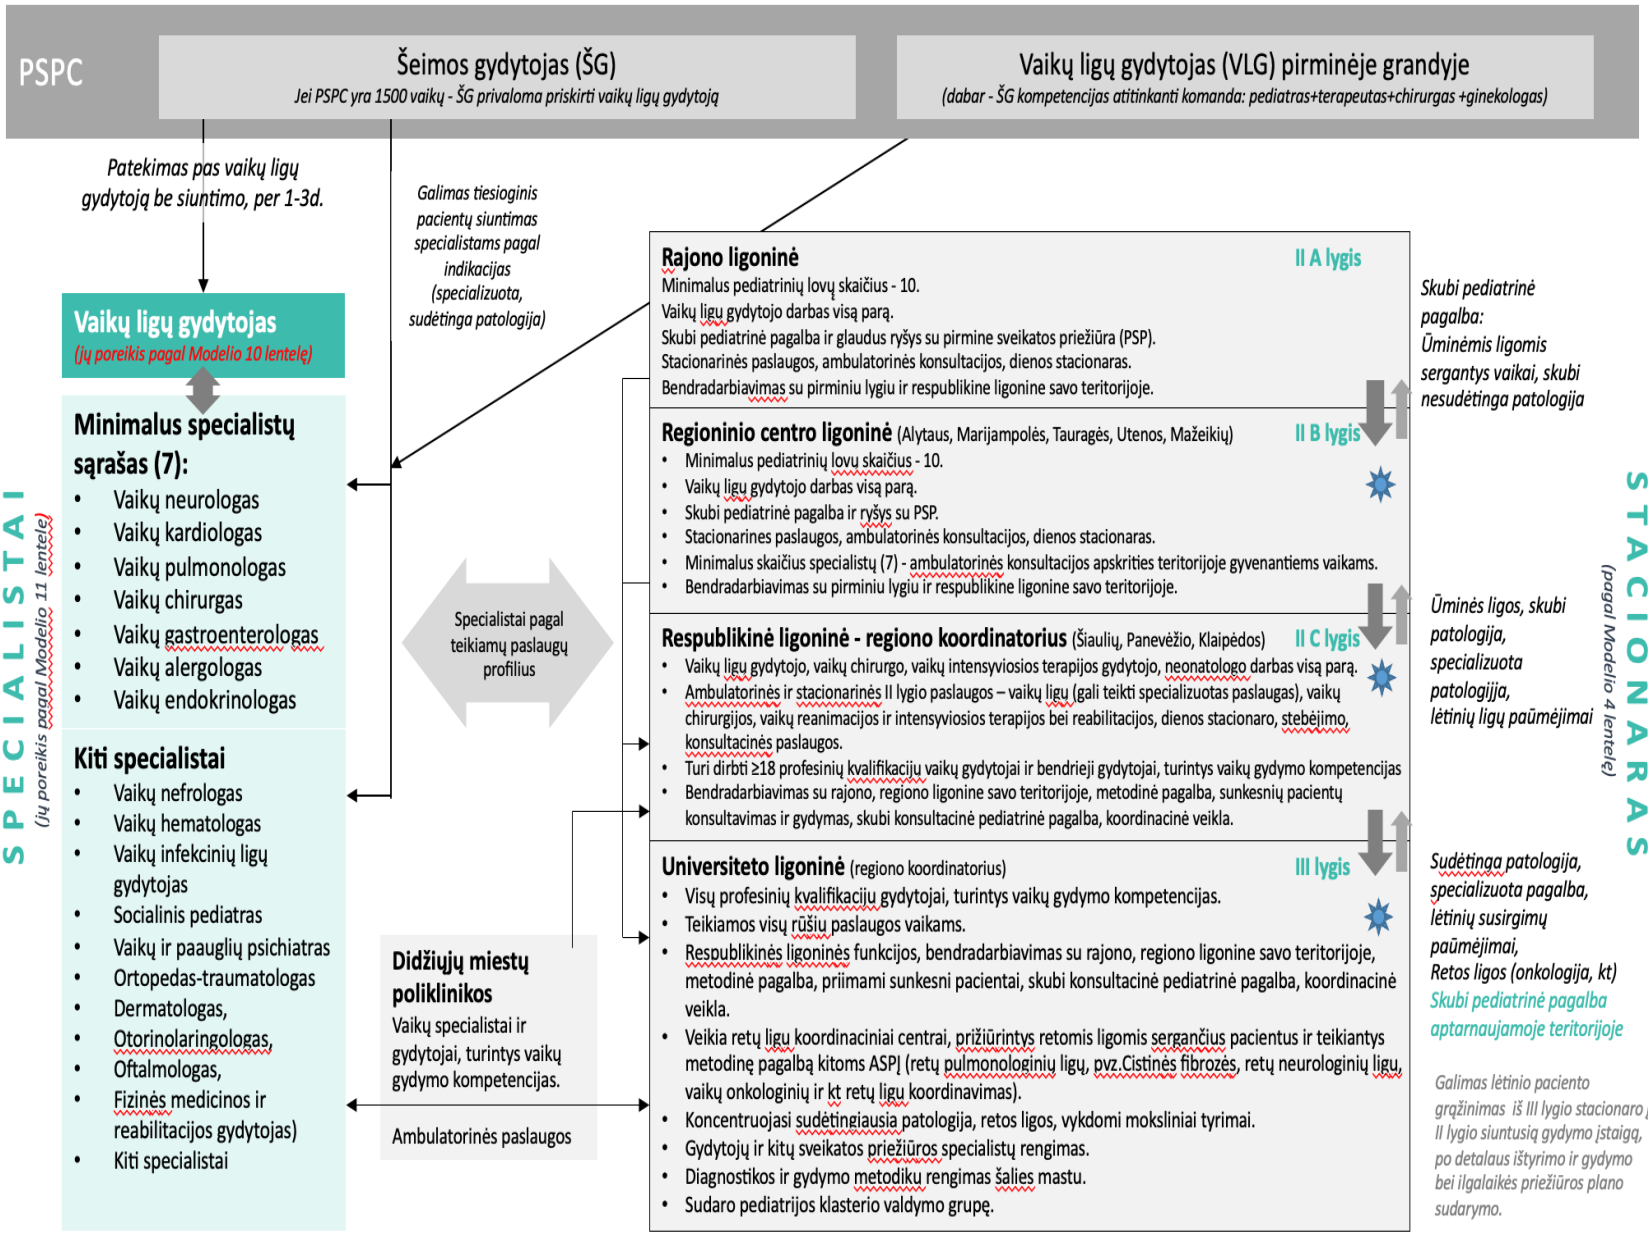 PSPC
Šeimos gydytojas (ŠG)
Jei PSPC yra 1500 vaikų - ŠG privaloma priskirti vaikų ligų gydytoją
Vaikų ligų gydytojas (VLG) pirminėje grandyje
(dabar - ŠG kompetencijas atitinkanti komanda: pediatras+terapeutas+chirurgas +ginekologas)
Patekimas pas vaikų ligų
gydytoją be siuntimo, per 1-3d.
Galimas tiesioginis
pacientų siuntimas
specialistams pagal
indikacijas
(specializuota,
sudėtinga patologija)
Vaikų ligų gydytojas
(jų poreikis pagal Modelio 10 lentelę)
Minimalus specialistų
sąrašas (7):
• Vaikų neurologas
• Vaikų kardiologas
• Vaikų pulmonologas
• Vaikų chirurgas
• Vaikų gastroenterologas
• Vaikų alergologas
• Vaikų endokrinologas
Kiti specialistai
• Vaikų nefrologas
• Vaikų hematologas
• Vaikų infekcinių ligų
gydytojas
• Socialinis pediatras
• Vaikų ir paauglių psichiatras
• Ortopedas-traumatologas
• Dermatologas,
• Otorinolaringologas,
• Oftalmologas,
• Fizinės medicinos ir
reabilitacijos gydytojas)
• Kiti specialistai
SPECIALISTAI
(jų poreikis pagal Modelio 11 lentelę)
Specialistai pagal
teikiamų paslaugų
profilius
Didžiųjų miestų
poliklinikos
Vaikų specialistai ir
gydytojai, turintys vaikų
gydymo kompetencijas.
Ambulatorinės paslaugos
Rajono ligoninė
II A lygis
Minimalus pediatrinių lovų skaičius - 10.
Vaikų ligų gydytojo darbas visą parą.
Skubi pediatrinė pagalba ir glaudus ryšys su pirmine sveikatos priežiūra (PSP).
Stacionarinės paslaugos, ambulatorinės konsultacijos, dienos stacionaras.
Bendradarbiavimas su pirminiu lygiu ir respublikine ligonine savo teritorijoje.
Regioninio centro ligoninė (Alytaus, Marijampolės, Tauragės, Utenos, Mažeikių)
II B lygis
• Minimalus pediatrinių lovų skaičius - 10.
• Vaikų ligų gydytojo darbas visą parą.
• Skubi pediatrinė pagalba ir ryšys su PSP.
• Stacionarines paslaugos, ambulatorinės konsultacijos, dienos stacionaras.
• Minimalus skaičius specialistų (7) - ambulatorinės konsultacijos apskrities teritorijoje gyvenantiems vaikams.
• Bendradarbiavimas su pirminiu lygiu ir respublikine ligonine savo teritorijoje.
Respublikinė ligoninė - regiono koordinatorius (Šiaulių, Panevėžio, Klaipėdos)
II C lygis
• Vaikų ligų gydytojo, vaikų chirurgo, vaikų intensyviosios terapijos gydytojo, neonatologo darbas visą parą.
• Ambulatorinės ir stacionarinės II lygio paslaugos – vaikų ligų (gali teikti specializuotas paslaugas), vaikų
chirurgijos, vaikų reanimacijos ir intensyviosios terapijos bei reabilitacijos, dienos stacionaro, stebėjimo,
konsultacinės paslaugos.
• Turi dirbti ≥18 profesinių kvalifikacijų vaikų gydytojai ir bendrieji gydytojai, turintys vaikų gydymo kompetencijas
• Bendradarbiavimas su rajono, regiono ligonine savo teritorijoje, metodinė pagalba, sunkesnių pacientų
konsultavimas ir gydymas, skubi konsultacinė pediatrinė pagalba, koordinacinė veikla.
Universiteto ligoninė (regiono koordinatorius)
III lygis
• Visų profesinių kvalifikacijų gydytojai, turintys vaikų gydymo kompetencijas.
• Teikiamos visų rūšių paslaugos vaikams.
• Respublikinės ligoninės funkcijos, bendradarbiavimas su rajono, regiono ligonine savo teritorijoje,
metodinė pagalba, priimami sunkesni pacientai, skubi konsultacinė pediatrinė pagalba, koordinacinė
veikla.
• Veikia retų ligų koordinaciniai centrai, prižiūrintys retomis ligomis sergančius pacientus ir teikiantys
metodinę pagalbą kitoms ASPĮ (retų pulmonologinių ligų, pvz.Cistinės fibrozės, retų neurologinių ligų,
vaikų onkologinių ir kt retų ligų koordinavimas).
• Koncentruojasi sudėtingiausia patologija, retos ligos, vykdomi moksliniai tyrimai.
• Gydytojų ir kitų sveikatos priežiūros specialistų rengimas.
• Diagnostikos ir gydymo metodikų rengimas šalies mastu.
• Sudaro pediatrijos klasterio valdymo grupę.
Skubi pediatrinė
pagalba:
Ūminėmis ligomis
sergantys vaikai, skubi
nesudėtinga patologija
Ūminės ligos, skubi
patologija,
specializuota
patologijja,
lėtinių ligų paūmėjimai
Sudėtinga patologija,
specializuota pagalba,
lėtinių susirgimų
paūmėjimai,
Retos ligos (onkologija, kt)
Skubi pediatrinė pagalba
aptarnaujamoje teritorijoje
Galimas lėtinio paciento
grąžinimas iš III lygio stacionaro į
II lygio siuntusią gydymo įstaigą,
po detalaus ištyrimo ir gydymo
bei ilgalaikės priežiūros plano
sudarymo.
STACIONARAS
(pagal Modelio 4 lentelę)